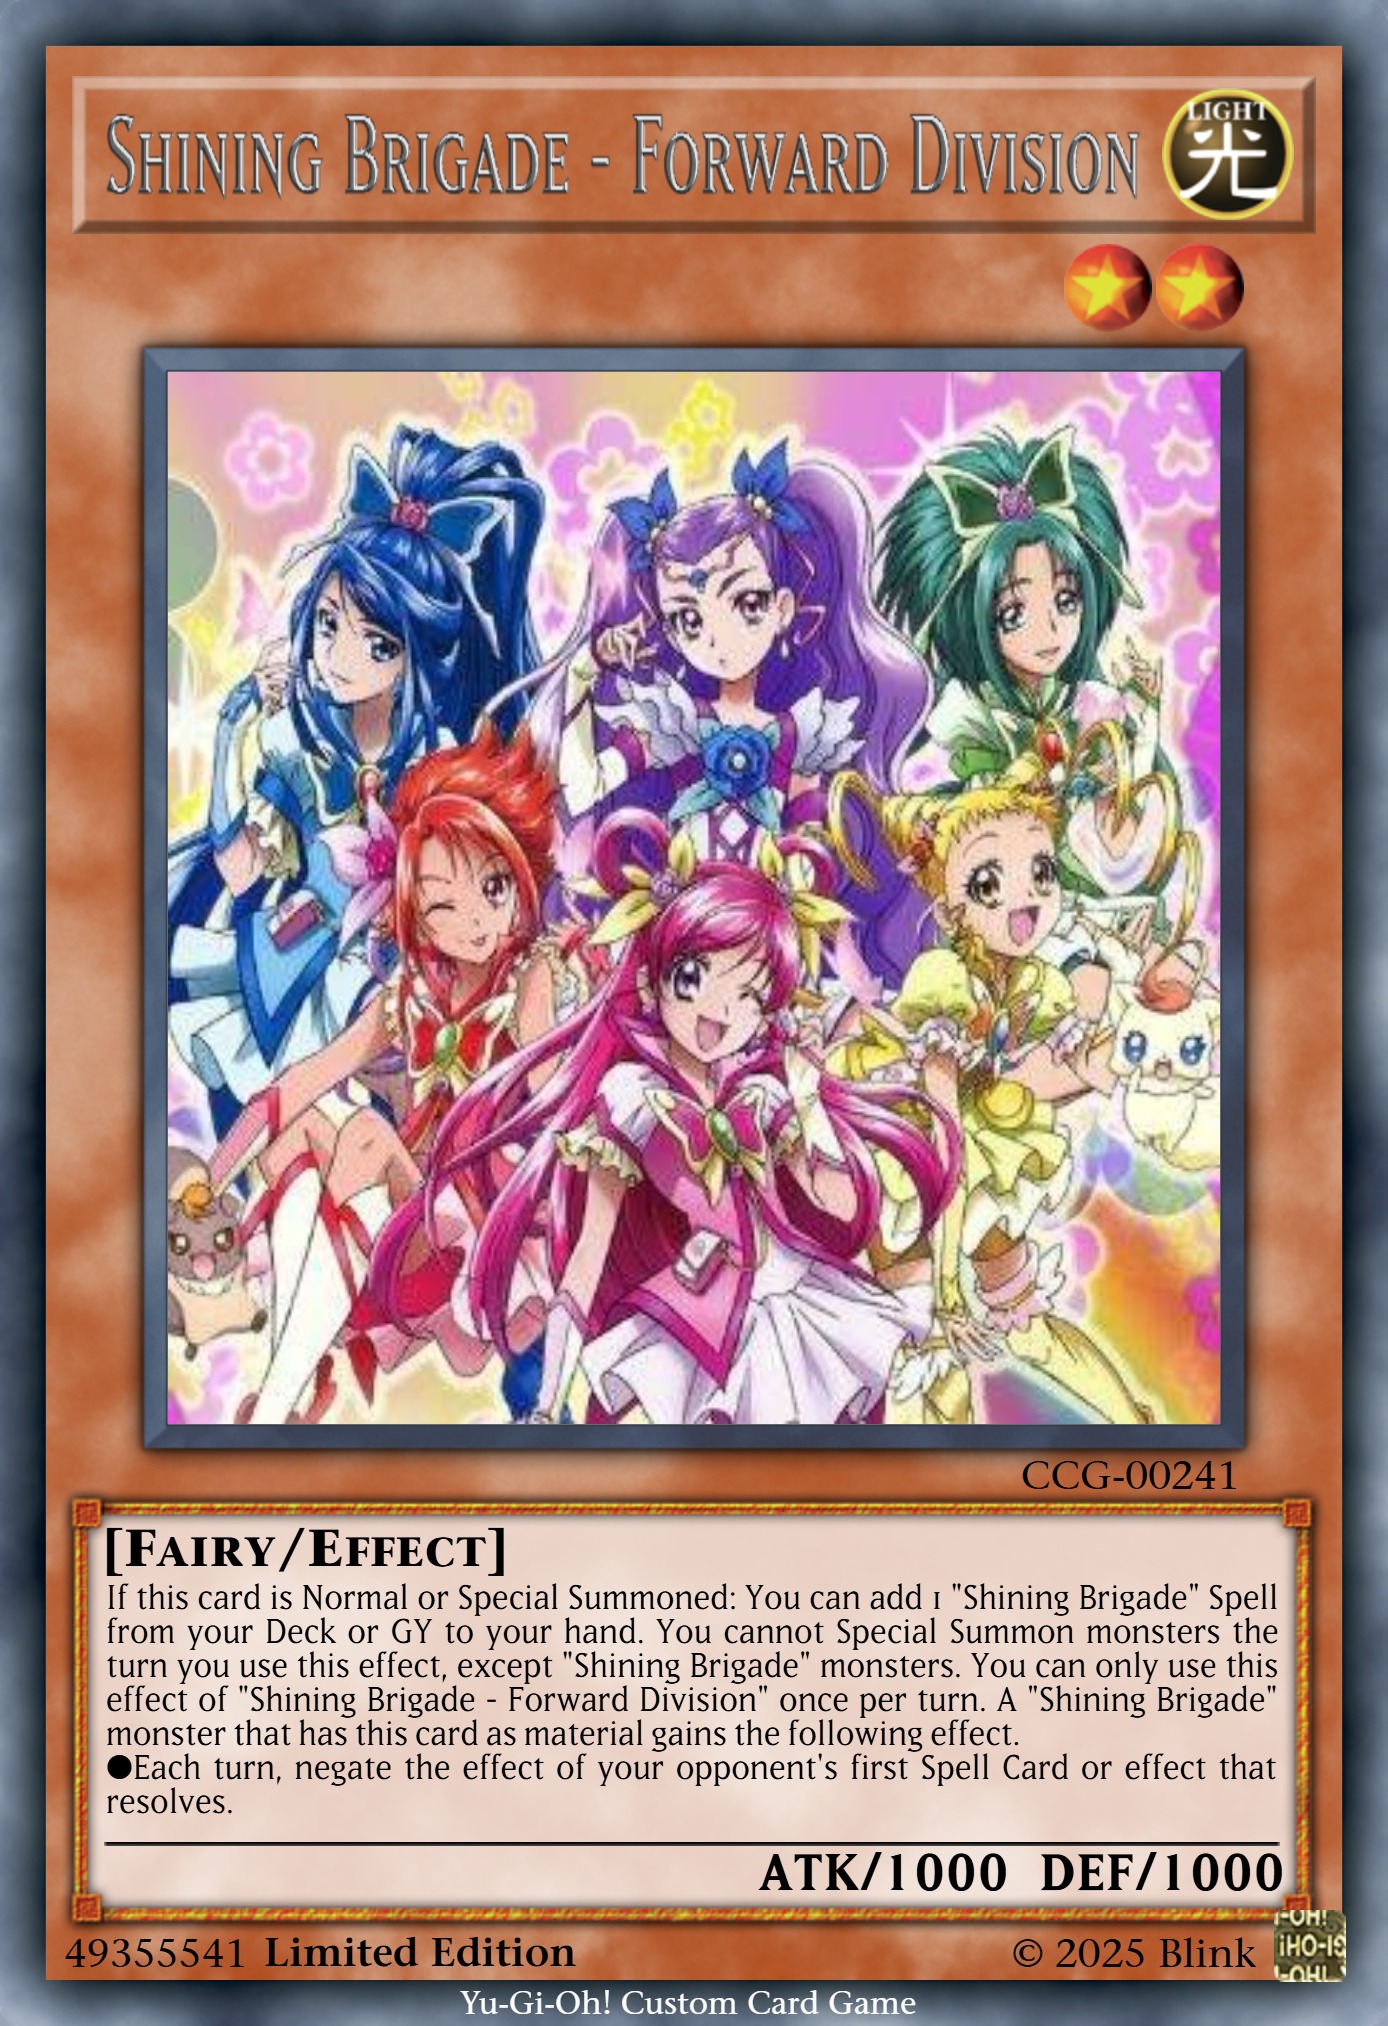 Shining Brigade - Forward Division
LIGHT
光
CCG-00241
[Fairy/Effect]
If this card is Normal or Special Summoned: You can add 1 "Shining Brigade" Spell
from your Deck or GY to your hand. You cannot Special Summon monsters the
turn you use this effect, except "Shining Brigade" monsters. You can only use this
effect of "Shining Brigade - Forward Division" once per turn. A "Shining Brigade"
monster that has this card as material gains the following effect.
●Each turn, negate the effect of your opponent's first Spell Card or effect that
resolves.
ATK/1000 DEF/1000
49355541 Limited Edition
© 2025 Blink
Yu-Gi-Oh! Custom Card Game